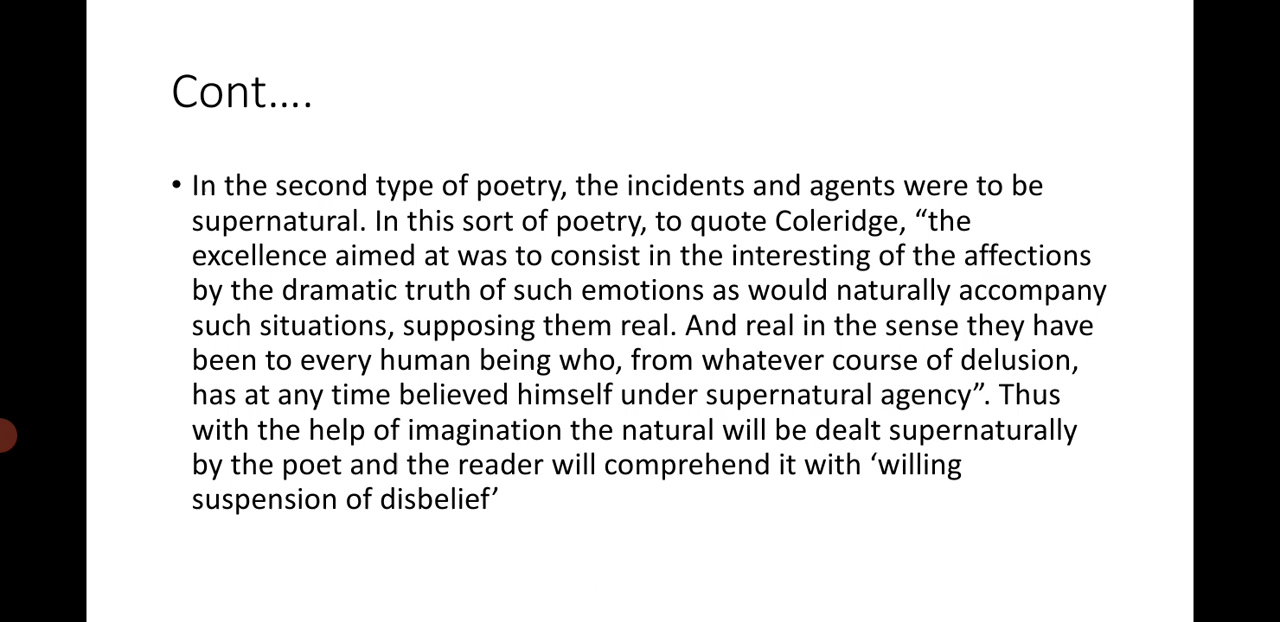 Cont....
• In the second type of poetry, the incidents and agents were to be
supernatural. In this sort of poetry, to quote Coleridge, “the
excellence aimed at was to consist in the interesting of the affections
by the dramatic truth of such emotions as would naturally accompany
such situations, supposing them real. And real in the sense they have
been to every human being who, from whatever course of delusion,
has at any time believed himself under supernatural agency”. Thus
with the help of imagination the natural will be dealt supernaturally
by the poet and the reader will comprehend it with ‘willing
suspension of disbelief’